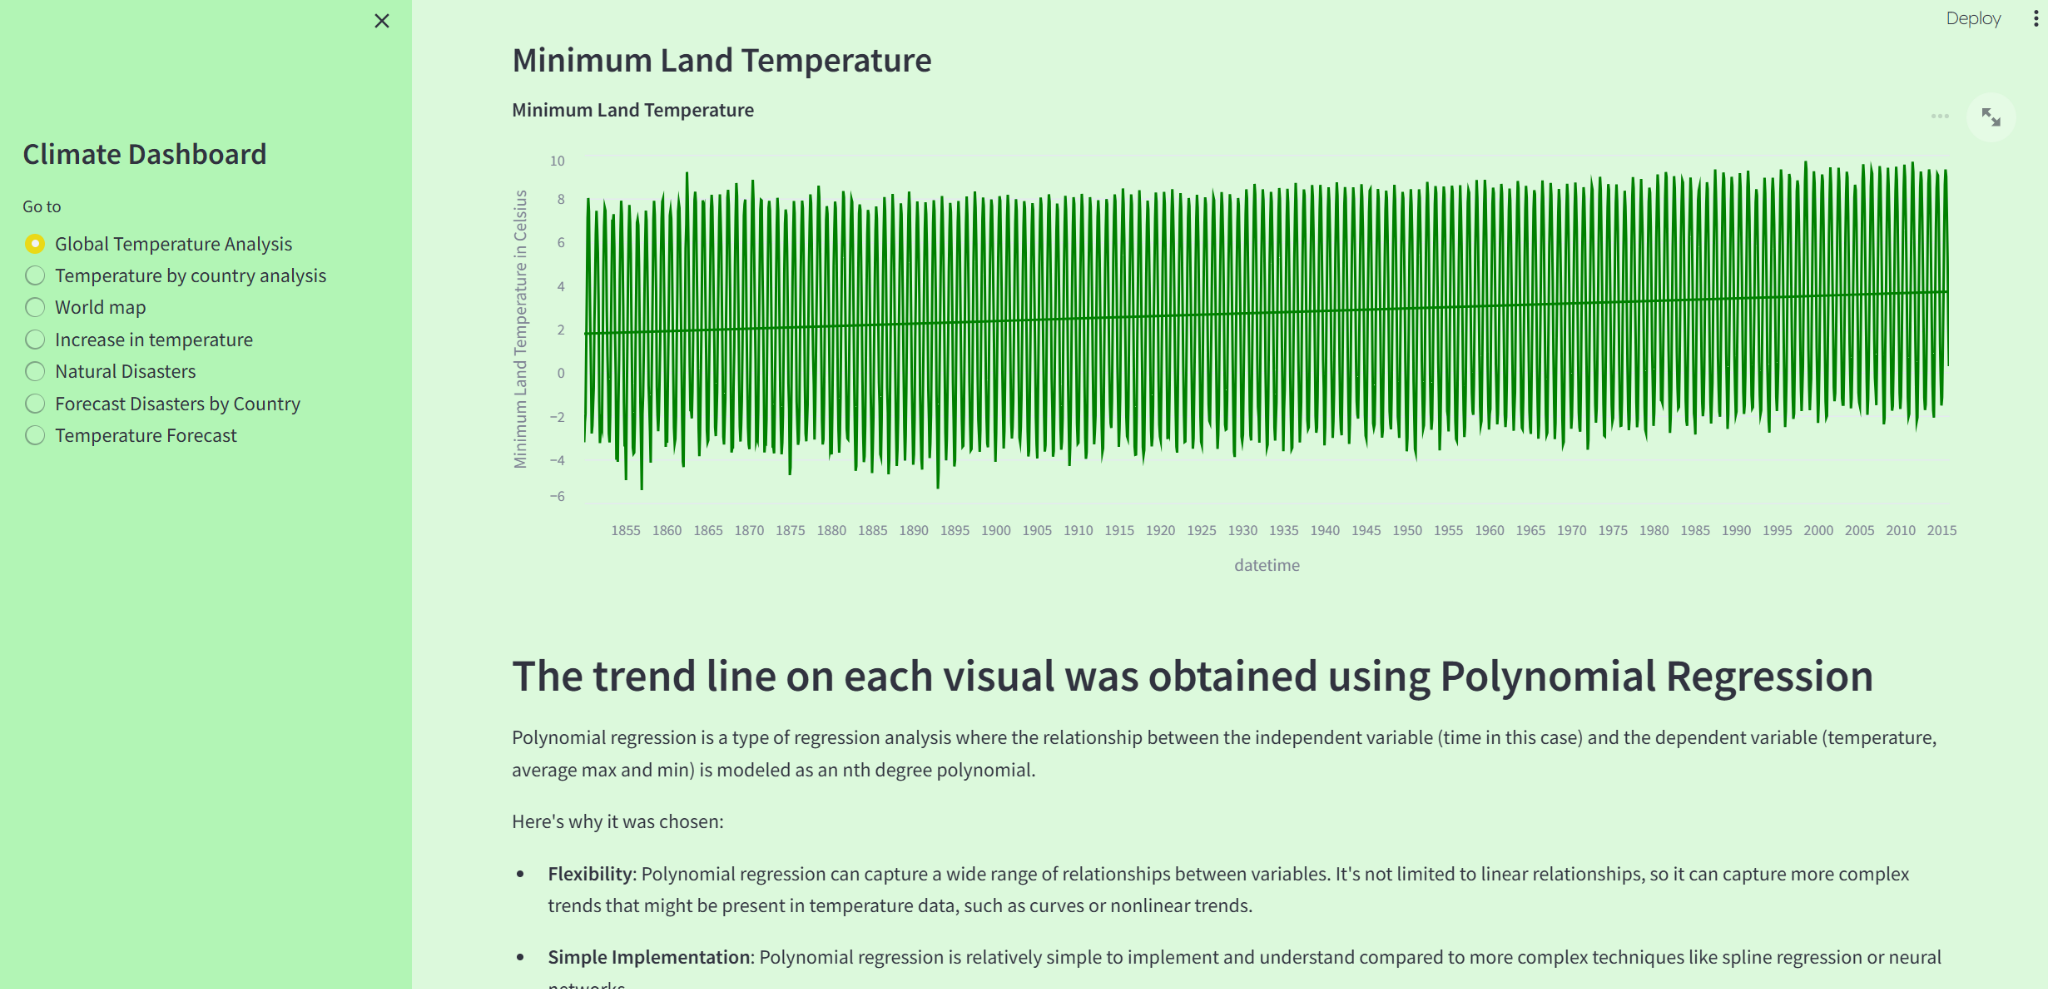 Deploy
Climate Dashboard
Go to
Global Temperature Analysis
Temperature by country analysis
World map
Increase in temperature
Natural Disasters
Forecast Disasters by Country
Temperature Forecast
Minimum Land Temperature
Minimum Land Temperature
Minimum Land Temperature in Celsius
10
8
6
4
2
0
−2
−4
−6
1855 1860 1865 1870 1875 1880 1885 1890 1895 1900 1905 1910 1915 1920 1925 1930 1935 1940 1945 1950 1955 1960 1965 1970 1975 1980 1985 1990 1995 2000 2005 2010 2015
datetime
The trend line on each visual was obtained using Polynomial Regression
Polynomial regression is a type of regression analysis where the relationship between the independent variable (time in this case) and the dependent variable (temperature,
average max and min) is modeled as an nth degree polynomial.
Here's why it was chosen:
Flexibility: Polynomial regression can capture a wide range of relationships between variables. It's not limited to linear relationships, so it can capture more complex
trends that might be present in temperature data, such as curves or nonlinear trends.
Simple Implementation: Polynomial regression is relatively simple to implement and understand compared to more complex techniques like spline regression or neural
networks.